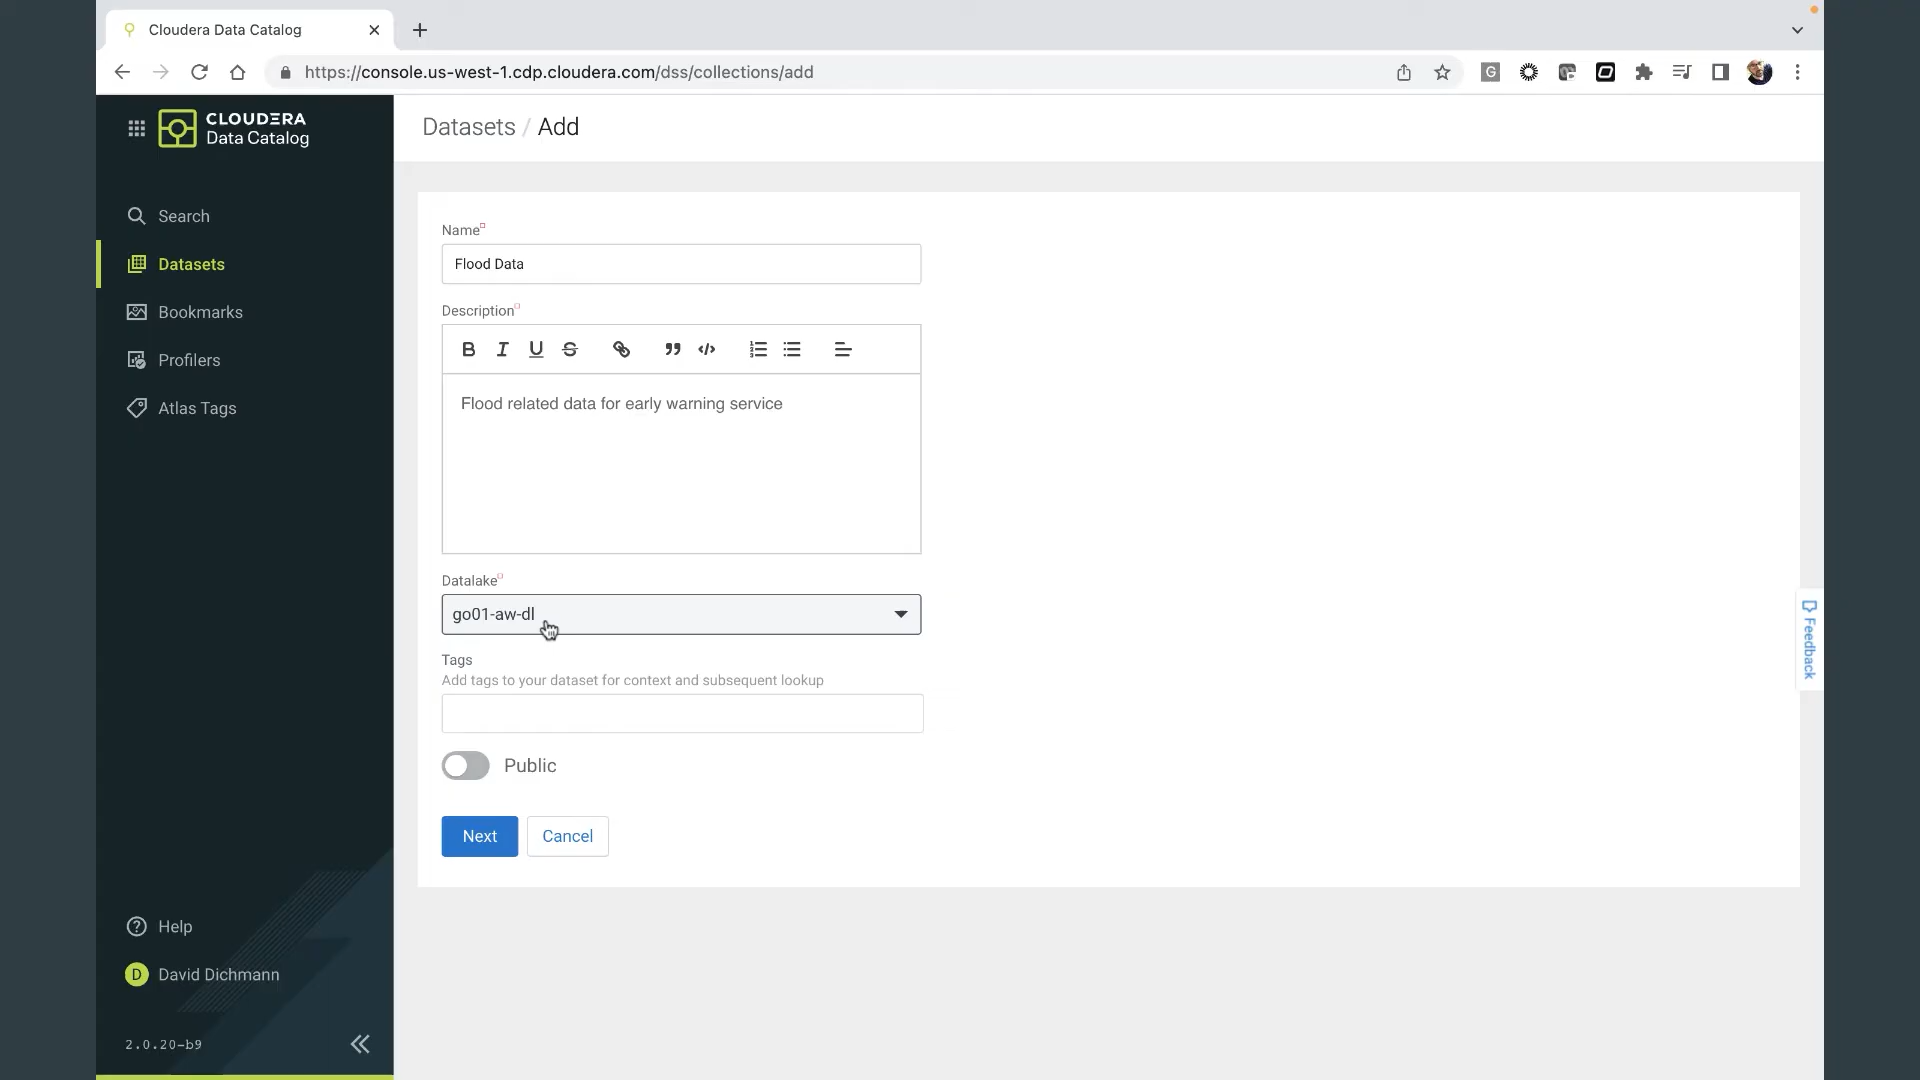 Cloudera Data Catalog
https://console.us-west-1.cdp.cloudera.com/dss/collections/add
CLOUDERA
Data Catalog
Datasets / Add
Search
Datasets
Bookmarks
Profilers
Atlas Tags
Name
Flood Data
Description
Flood related data for early warning service
Datalake
go01-aw-dl
Tags
Add tags to your dataset for context and subsequent lookup
Public
Next
Cancel
Feedback
Help
D David Dichmann
2.0.20-b9